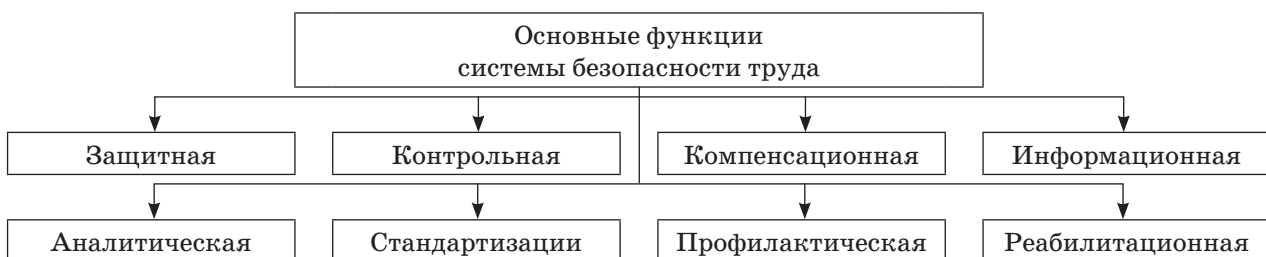 Основные функции
системы безопасности труда
Защитная
Контрольная
Компенсационная
Информационная
Аналитическая
Стандартизации
Профилактическая
Реабилитационная